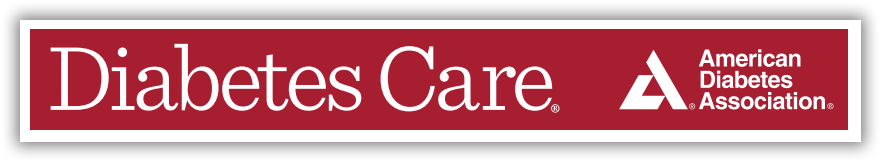 Diabetes Care®
American
Diabetes
Association®